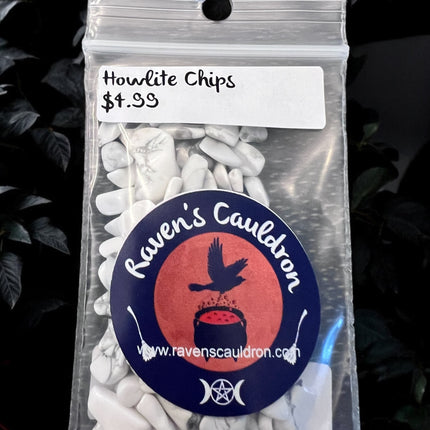 Howlite Chips
$4.99
Raven's Cauldron
www.ravenscauldron.com